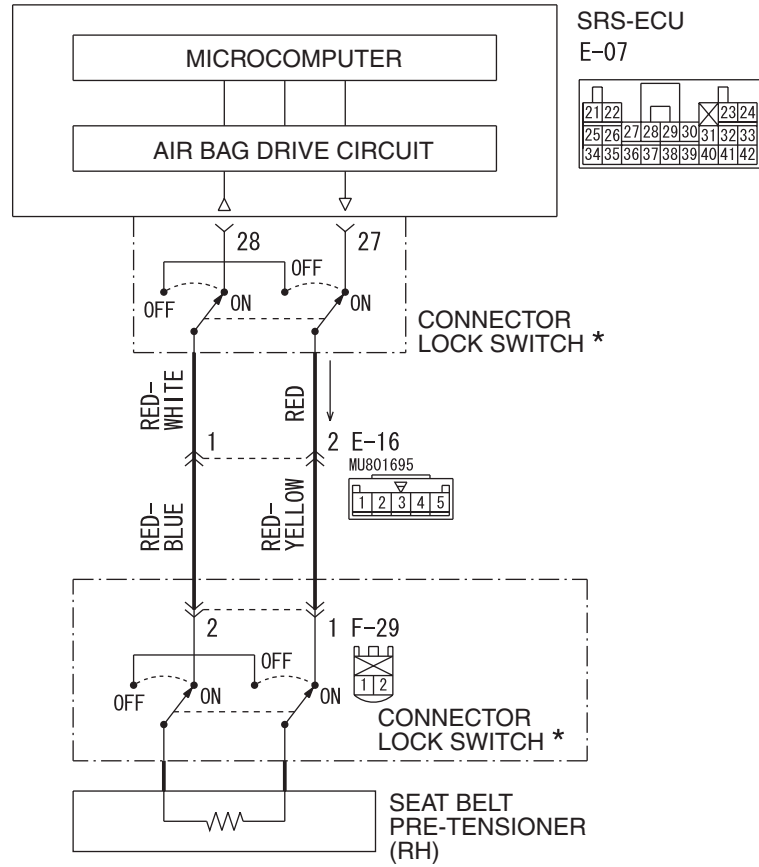 SRS-ECU
E-07
MICROCOMPUTER
AIR BAG DRIVE CIRCUIT
21 22 23 24
25 26 27 28 29 30 31 32 33
34 35 36 37 38 39 40 41 42
28 27
OFF OFF
ON ON
CONNECTOR
LOCK SWITCH *
RED-
WHITE
RED
1 2 E-16
MU801695
1 2 3 4 5
RED-
BLUE
RED-
YELLOW
2 1 F-29
1 2
OFF OFF
ON ON
CONNECTOR
LOCK SWITCH *
SEAT BELT
PRE-TENSIONER
(RH)